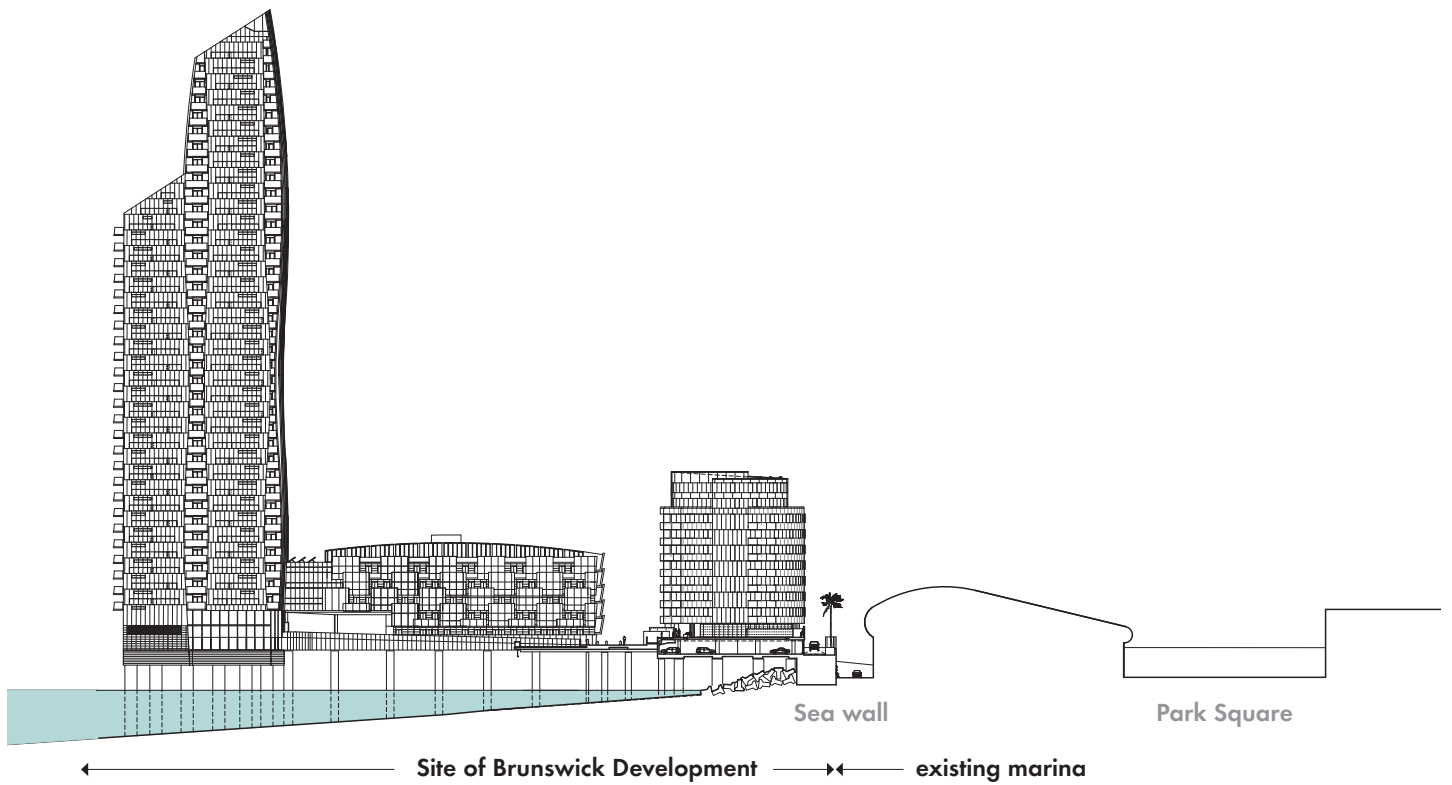 Sea wall
Park Square
Site of Brunswick Development
existing marina